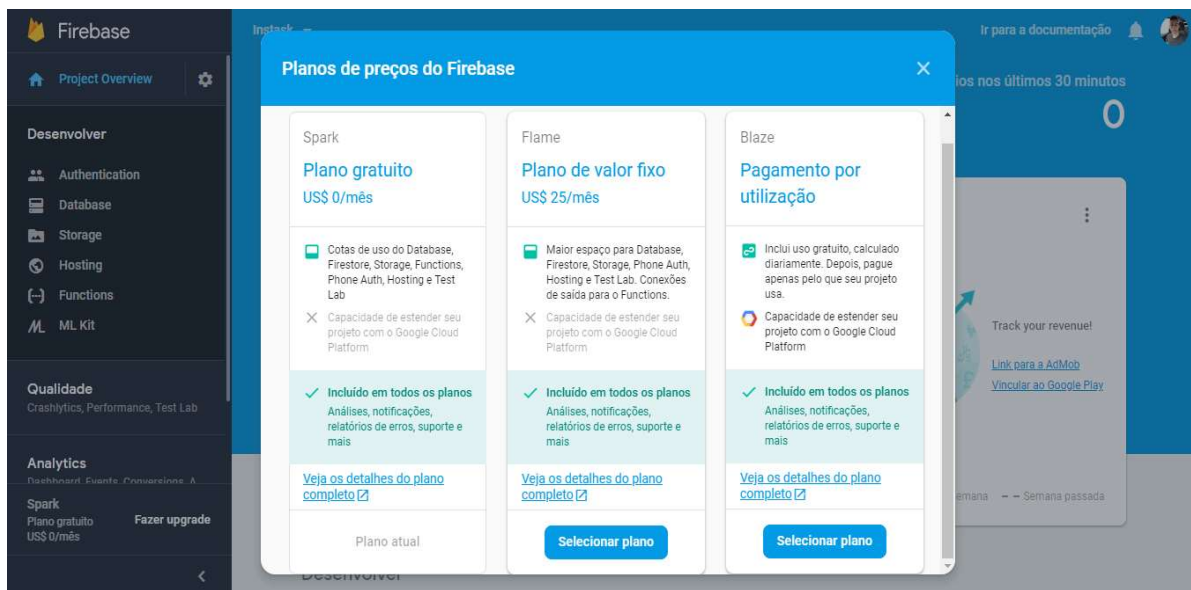 Firebase
Project Overview
Desenvolver
Authentication
Database
Storage
Hosting
Functions
ML Kit
Qualidade
Crashlytics, Performance, Test Lab
Analytics
Dashboard, Events, Conversions, A
Spark
Plano gratuito
US$ 0/mês
Fazer upgrade
Instask
Ir para a documentação
ios nos últimos 30 minutos
0
Planos de preços do Firebase
Spark
Plano gratuito
US$ 0/mês
Cotas de uso do Database,
Firestore, Storage, Functions,
Phone Auth, Hosting e Test
Lab
Capacidade de estender seu
projeto com o Google Cloud
Platform
Incluído em todos os planos
Análises, notificações,
relatórios de erros, suporte e
mais
Veja os detalhes do plano
completo
Plano atual
Flame
Plano de valor fixo
US$ 25/mês
Maior espaço para Database,
Firestore, Storage, Phone Auth,
Hosting e Test Lab. Conexões
de saída para o Functions.
Capacidade de estender seu
projeto com o Google Cloud
Platform
Incluído em todos os planos
Análises, notificações,
relatórios de erros, suporte e
mais
Veja os detalhes do plano
completo
Selecionar plano
Blaze
Pagamento por
utilização
Inclui uso gratuito, calculado
diariamente. Depois, pague
apenas pelo que seu projeto
usa.
Capacidade de estender seu
projeto com o Google Cloud
Platform
Incluído em todos os planos
Análises, notificações,
relatórios de erros, suporte e
mais
Veja os detalhes do plano
completo
Selecionar plano
Track your revenue!
Link para a AdMob
Vincular ao Google Play
emana – – Semana passada
Desenvolver